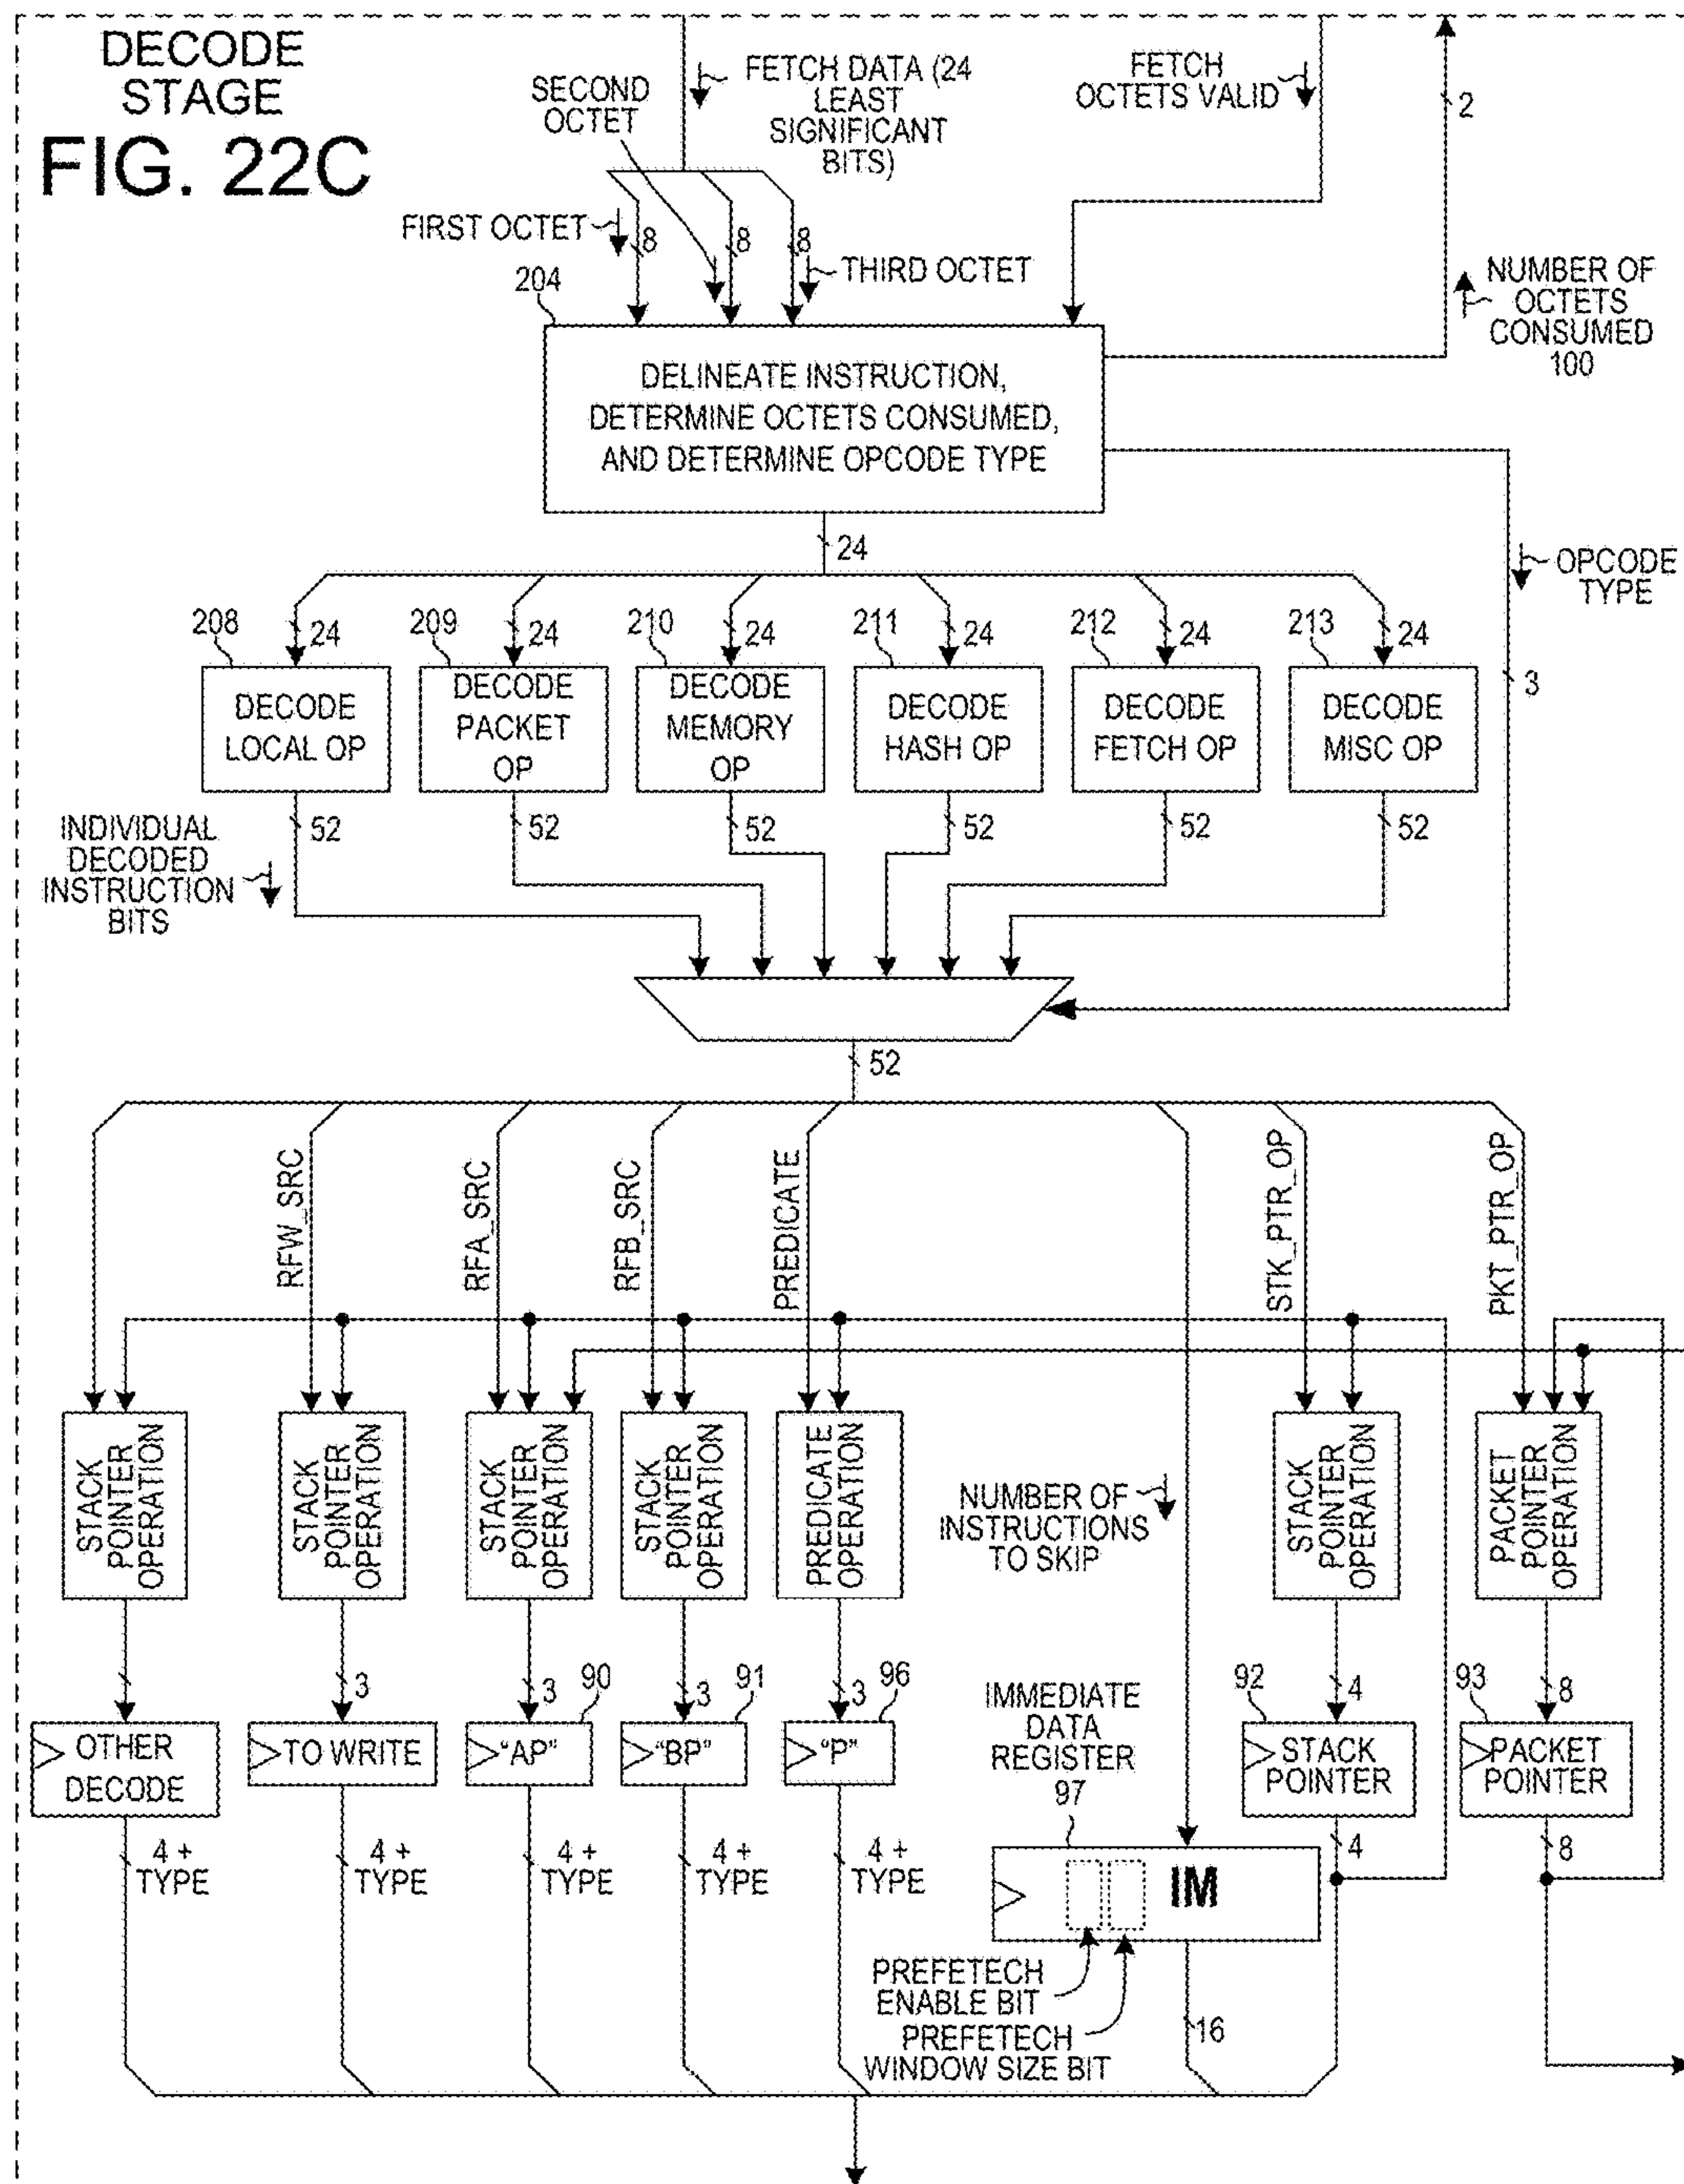 DECODE
STAGE
FIG. 22C
FETCH DATA (24
LEAST
SIGNIFICANT
BITS)
SECOND
OCTET
FETCH
OCTETS VALID
2
FIRST OCTET
8
8
8
THIRD OCTET
NUMBER OF
OCTETS
CONSUMED
100
204
DELINEATE INSTRUCTION,
DETERMINE OCTETS CONSUMED,
AND DETERMINE OPCODE TYPE
24
OPCODE
TYPE
3
208
24
209
24
210
24
211
24
212
24
213
24
DECODE
LOCAL OP
DECODE
PACKET
OP
DECODE
MEMORY
OP
DECODE
HASH OP
DECODE
FETCH OP
DECODE
MISC OP
INDIVIDUAL
DECODED
INSTRUCTION
BITS
52
52
52
52
52
52
52
RFW_SRC
RFA_SRC
RFB_SRC
PREDICATE
STK_PTR_OP
PKT_PTR_OP
STACK
POINTER
OPERATION
STACK
POINTER
OPERATION
STACK
POINTER
OPERATION
STACK
POINTER
OPERATION
PREDICATE
OPERATION
NUMBER OF
INSTRUCTIONS
TO SKIP
STACK
POINTER
OPERATION
PACKET
POINTER
OPERATION
3
3
90
3
91
3
96
4
92
8
93
OTHER
DECODE
TO WRITE
"AP"
"BP"
"P"
IMMEDIATE
DATA
REGISTER
97
STACK
POINTER
PACKET
POINTER
4 +
TYPE
4 +
TYPE
4 +
TYPE
4 +
TYPE
4 +
TYPE
4
8
IM
PREFETECH
ENABLE BIT
PREFETECH
WINDOW SIZE BIT
16